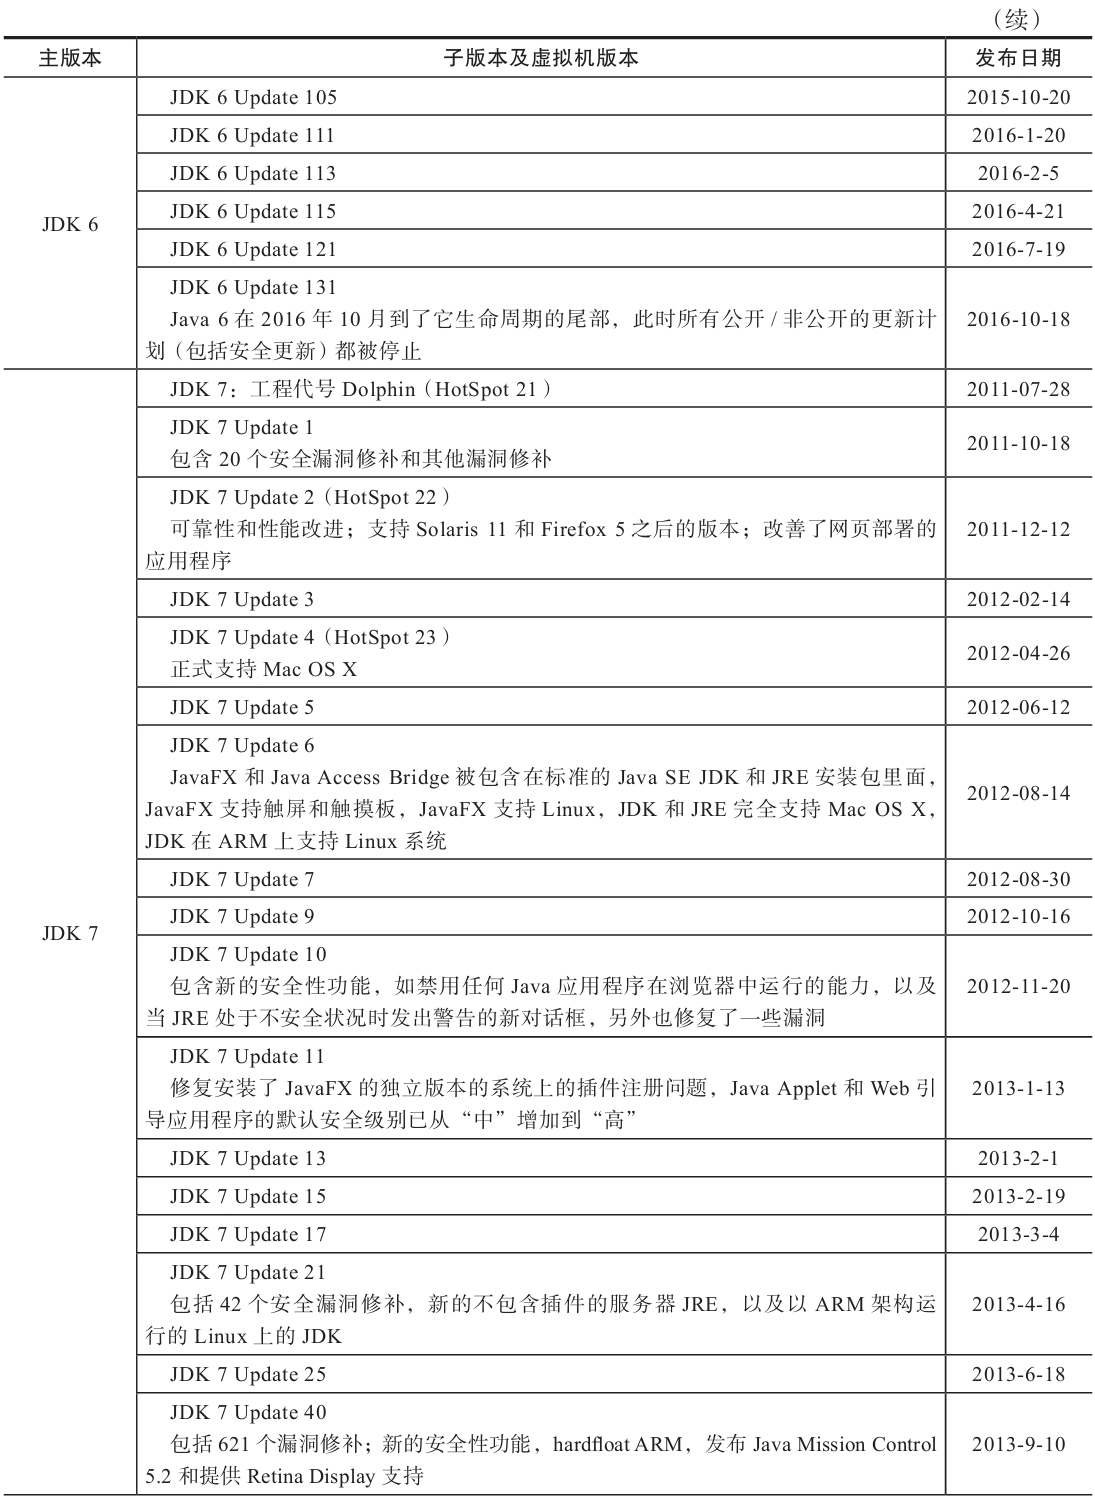 （续）
主版本 子版本及虚拟机版本 发布日期
JDK 6
JDK 6 Update 105 2015-10-20
JDK 6 Update 111 2016-1-20
JDK 6 Update 113 2016-2-5
JDK 6 Update 115 2016-4-21
JDK 6 Update 121 2016-7-19
JDK 6 Update 131
Java 6 在 2016 年 10 月到了它生命周期的尾部，此时所有公开 / 非公开的更新计
划（包括安全更新）都被停止
2016-10-18
JDK 7
JDK 7：工程代号 Dolphin（HotSpot 21） 2011-07-28
JDK 7 Update 1
包含 20 个安全漏洞修补和其他漏洞修补
2011-10-18
JDK 7 Update 2（HotSpot 22）
可靠性和性能改进；支持 Solaris 11 和 Firefox 5 之后的版本；改善了网页部署的
应用程序
2011-12-12
JDK 7 Update 3 2012-02-14
JDK 7 Update 4（HotSpot 23）
正式支持 Mac OS X
2012-04-26
JDK 7 Update 5 2012-06-12
JDK 7 Update 6
JavaFX 和 Java Access Bridge 被包含在标准的 Java SE JDK 和 JRE 安装包里面，
JavaFX 支持触屏和触摸板，JavaFX 支持 Linux，JDK 和 JRE 完全支持 Mac OS X，
JDK 在 ARM 上支持 Linux 系统
2012-08-14
JDK 7 Update 7 2012-08-30
JDK 7 Update 9 2012-10-16
JDK 7 Update 10
包含新的安全性功能，如禁用任何 Java 应用程序在浏览器中运行的能力，以及
当 JRE 处于不安全状况时发出警告的新对话框，另外也修复了一些漏洞
2012-11-20
JDK 7 Update 11
修复安装了 JavaFX 的独立版本的系统上的插件注册问题，Java Applet 和 Web 引
导应用程序的默认安全级别已从“中”增加到“高”
2013-1-13
JDK 7 Update 13 2013-2-1
JDK 7 Update 15 2013-2-19
JDK 7 Update 17 2013-3-4
JDK 7 Update 21
包括 42 个安全漏洞修补，新的不包含插件的服务器 JRE，以及以 ARM 架构运
行的 Linux 上的 JDK
2013-4-16
JDK 7 Update 25 2013-6-18
JDK 7 Update 40
包括 621 个漏洞修补；新的安全性功能，hardfloat ARM，发布 Java Mission Control
5.2 和提供 Retina Display 支持
2013-9-10